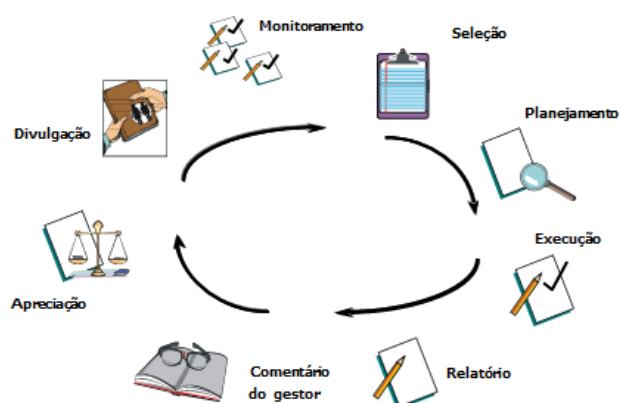 Monitoramento
Seleção
Planejamento
Execução
Relatório
Comentário
do gestor
Apreciação
Divulgação